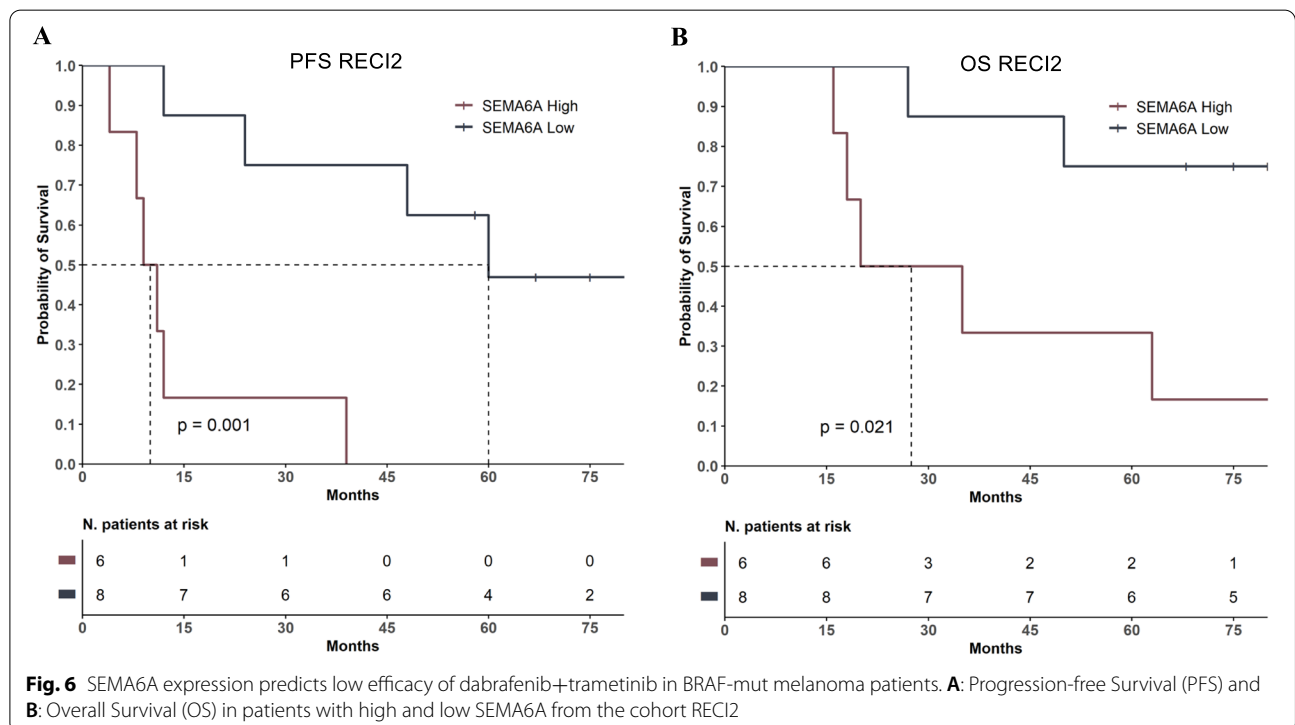 A
PFS RECI2
1.0
0.9
0.8
0.7
0.6
0.5
0.4
0.3
0.2
0.1
0.0
Probability of Survival
SEMA6A High
SEMA6A Low
p = 0.001
0 15 30 45 60 75
Months
N. patients at risk
6 1 1 0 0 0
8 7 6 6 4 2
0 15 30 45 60 75
Months
B
OS RECI2
1.0
0.9
0.8
0.7
0.6
0.5
0.4
0.3
0.2
0.1
0.0
Probability of Survival
SEMA6A High
SEMA6A Low
p = 0.021
0 15 30 45 60 75
Months
N. patients at risk
6 6 3 2 2 1
8 8 7 7 6 5
0 15 30 45 60 75
Months
Fig. 6 SEMA6A expression predicts low efficacy of dabrafenib+trametinib in BRAF-mut melanoma patients. A: Progression-free Survival (PFS) and
B: Overall Survival (OS) in patients with high and low SEMA6A from the cohort RECI2